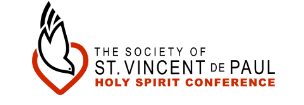 THE SOCIETY OF
ST. VINCENT DE PAUL
HOLY SPIRIT CONFERENCE